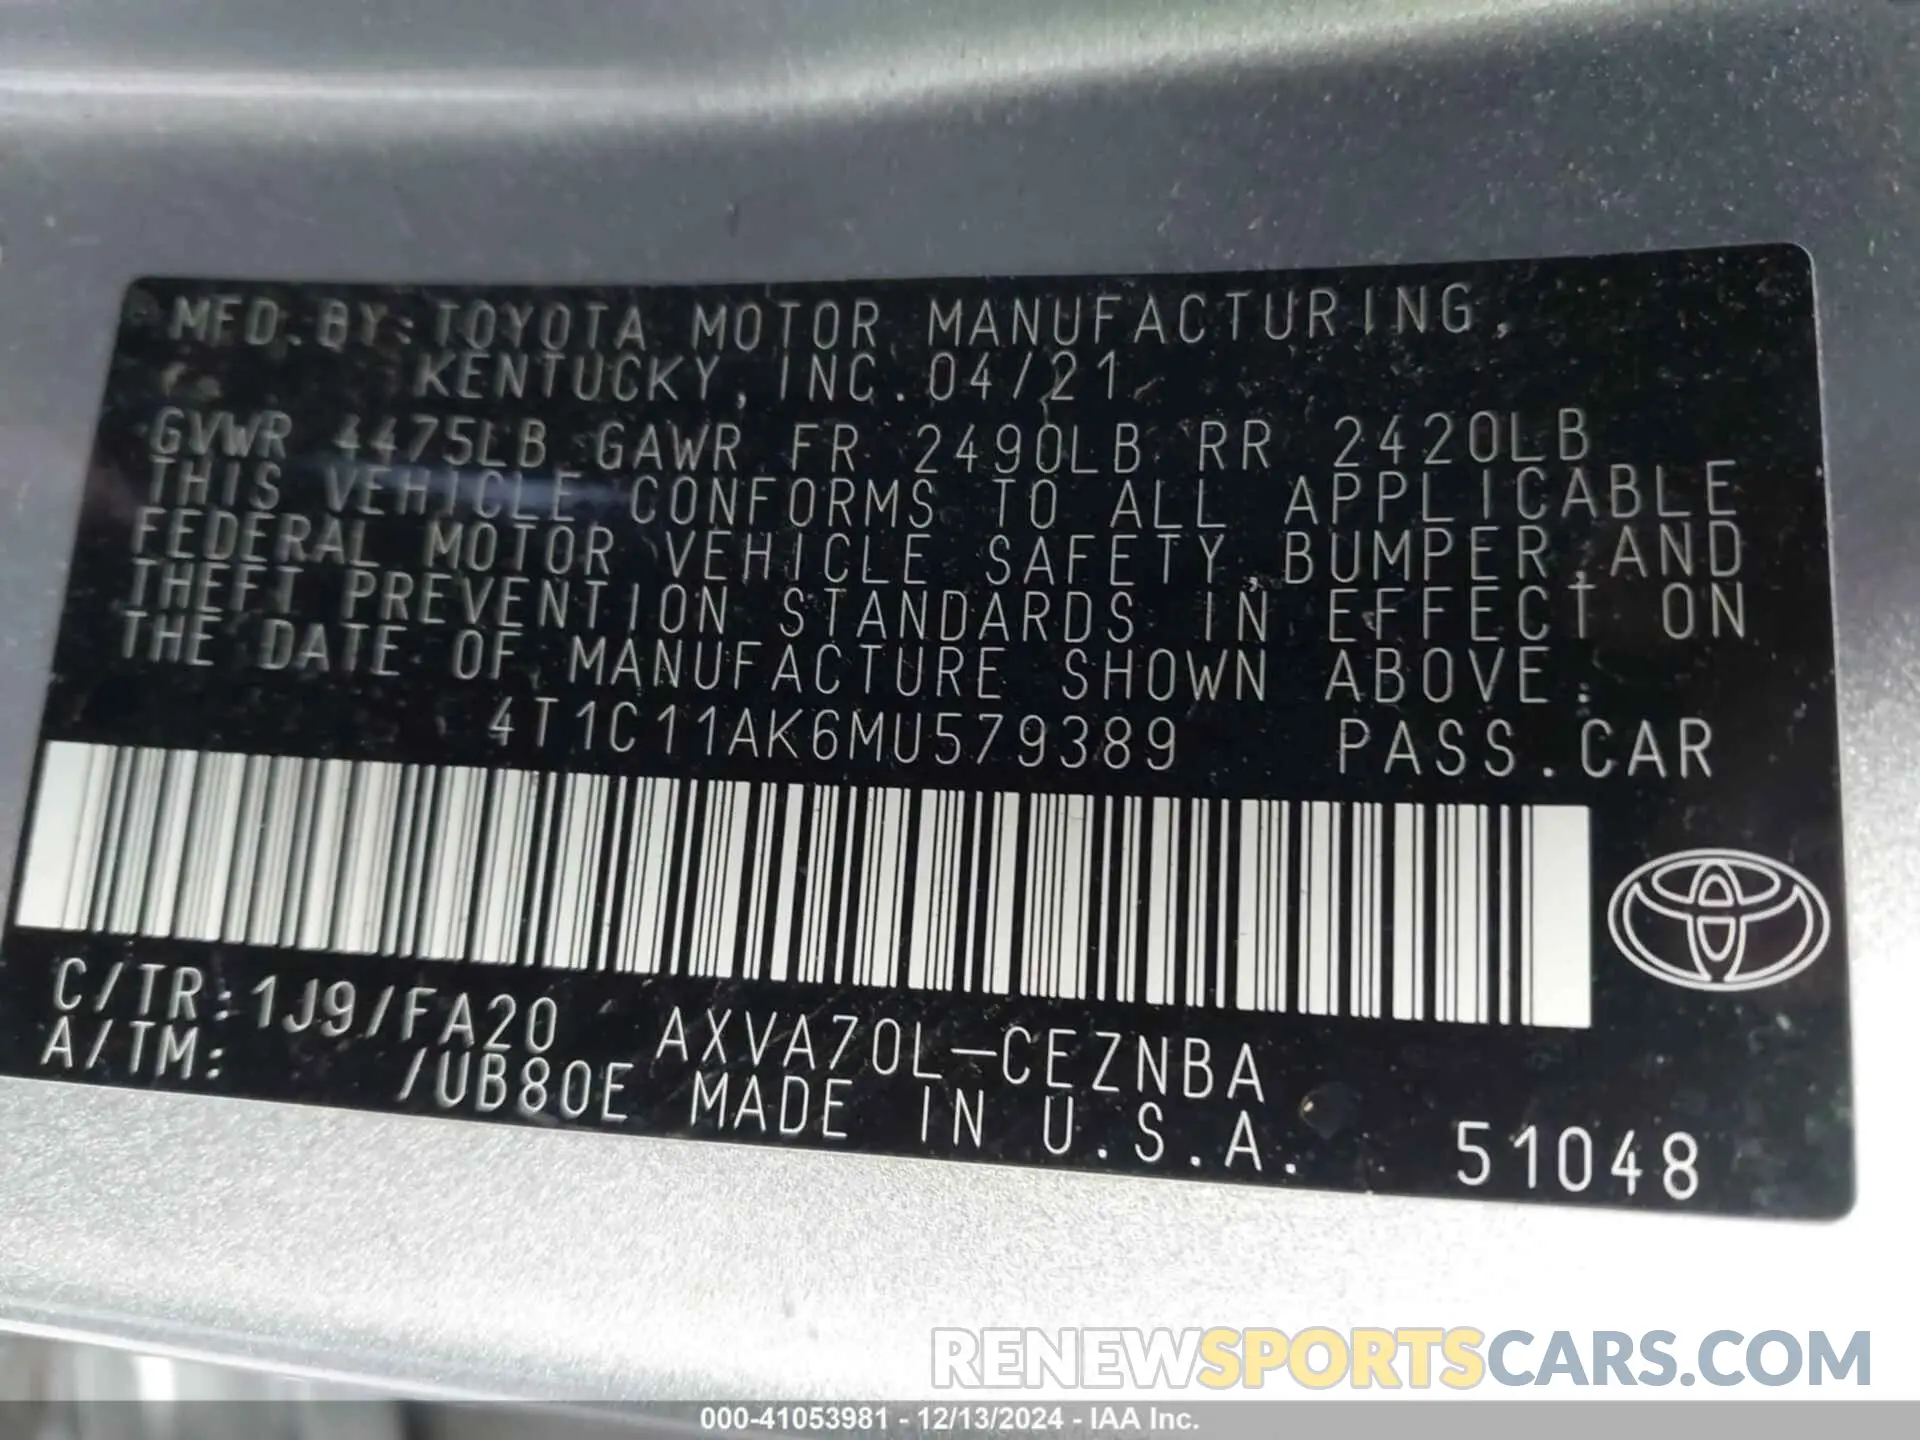 MFD. BY: TOYOTA MOTOR MANUFACTURING,
KENTUCKY, INC. 04/21
GVWR 4475LB GAWR FR 2490LB RR 2420LB
THIS VEHICLE CONFORMS TO ALL APPLICABLE
FEDERAL MOTOR VEHICLE SAFETY, BUMPER, AND
THEFT PREVENTION STANDARDS IN EFFECT ON
THE DATE OF MANUFACTURE SHOWN ABOVE.
4T1C11AK6MU579389 PASS. CAR
C/TR: 1J9/FA20 AXVA70L-CEZNBA
A/TM: /UB80E MADE IN U.S.A.
51048
RENEWSPORTSCARS.COM
000-41053981 - 12/13/2024 - IAA Inc.